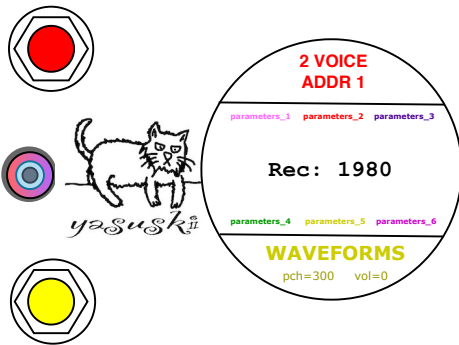 2 VOICE
ADDR 1
parameters_1 parameters_2 parameters_3
Rec: 1980
yasuski
parameters_4 parameters_5 parameters_6
WAVEFORMS
pch=300 vol=0